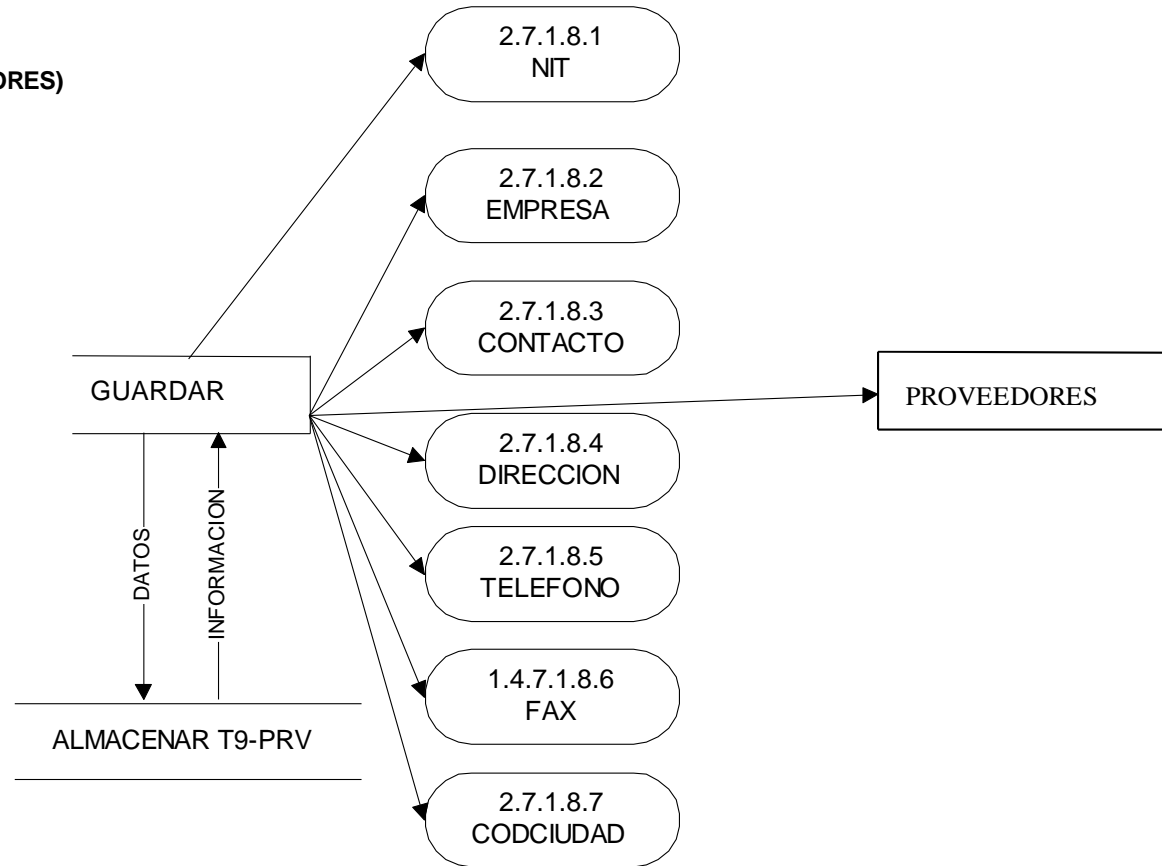 2.7.1.8.1
NIT
ORES)
2.7.1.8.2
EMPRESA
2.7.1.8.3
CONTACTO
GUARDAR
PROVEEDORES
2.7.1.8.4
DIRECCION
DATOS
INFORMACION
2.7.1.8.5
TELEFONO
1.4.7.1.8.6
FAX
ALMACENAR T9-PRV
2.7.1.8.7
CODCIUDAD